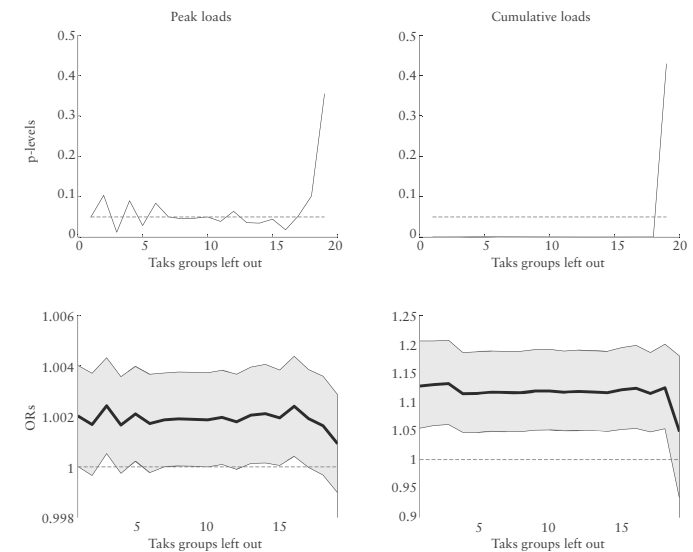 Peak loads
Cumulative loads
0.5
0.4
0.3
0.2
0.1
0
p-levels
0 5 10 15 20
Taks groups left out
0.5
0.4
0.3
0.2
0.1
0
0 5 10 15 20
Taks groups left out
1.006
1.004
1.002
1
0.998
ORs
5 10 15
Taks groups left out
1.25
1.2
1.15
1.1
1.05
1
0.95
0.9
5 10 15
Taks groups left out